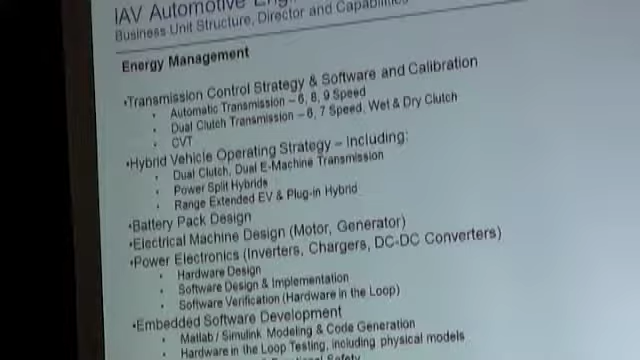 IAV Automotive
Business Unit Structure, Director and Capabilities
Energy Management
•Transmission Control Strategy & Software and Calibration
• Automatic Transmission – 6, 8, 9 Speed
• Dual Clutch Transmission – 6, 7 Speed, Wet & Dry Clutch
• CVT
•Hybrid Vehicle Operating Strategy – Including:
• Dual Clutch, Dual E-Machine Transmission
• Power Split Hybrids
• Range Extended EV & Plug-in Hybrid
•Battery Pack Design
•Electrical Machine Design (Motor, Generator)
•Power Electronics (Inverters, Chargers, DC-DC Converters)
• Hardware Design
• Software Design & Implementation
• Software Verification (Hardware in the Loop)
•Embedded Software Development
• Matlab / Simulink Modeling & Code Generation
• Hardware in the Loop Testing, including physical models
Safety